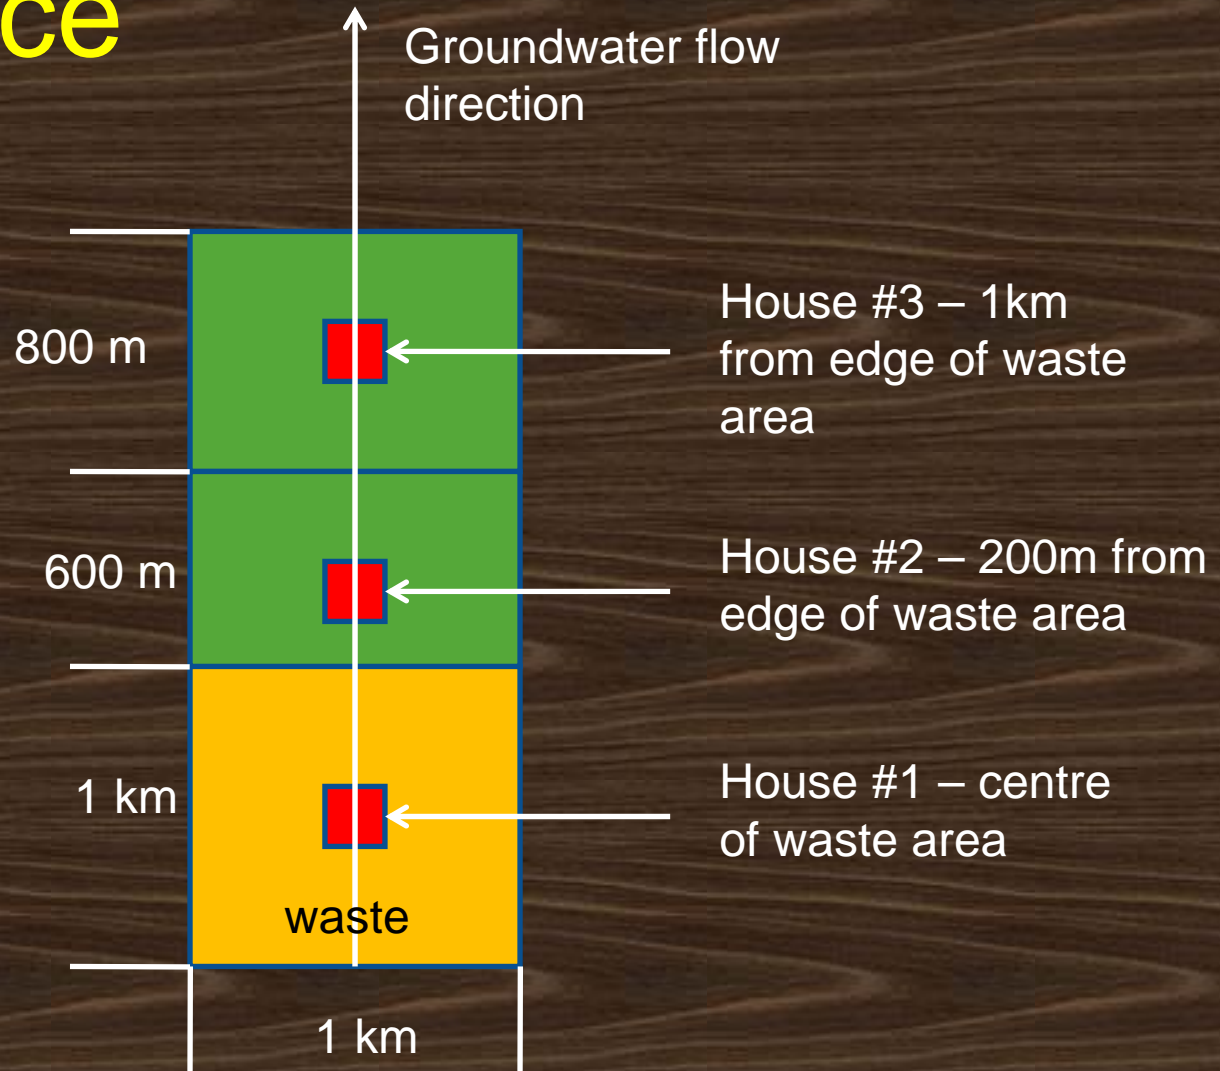 ce
Groundwater flow
direction
800 m
House #3 – 1km
from edge of waste
area
600 m
House #2 – 200m from
edge of waste area
1 km
House #1 – centre
of waste area
waste
1 km